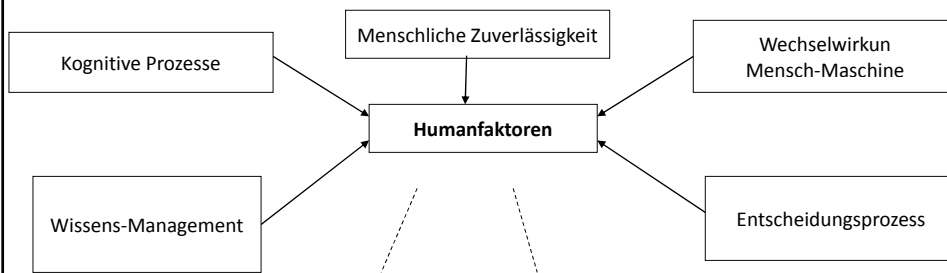 Menschliche Zuverlässigkeit
Kognitive Prozesse
Wechselwirkun
Mensch-Maschine
Humanfaktoren
Wissens-Management
Entscheidungsprozess